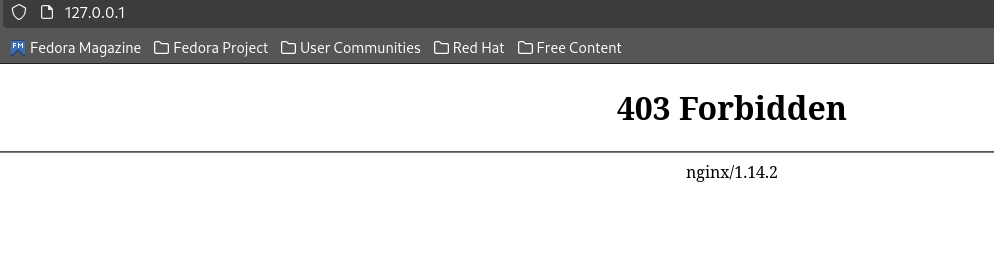 127.0.0.1
FM Fedora Magazine Fedora Project User Communities Red Hat Free Content
403 Forbidden
nginx/1.14.2